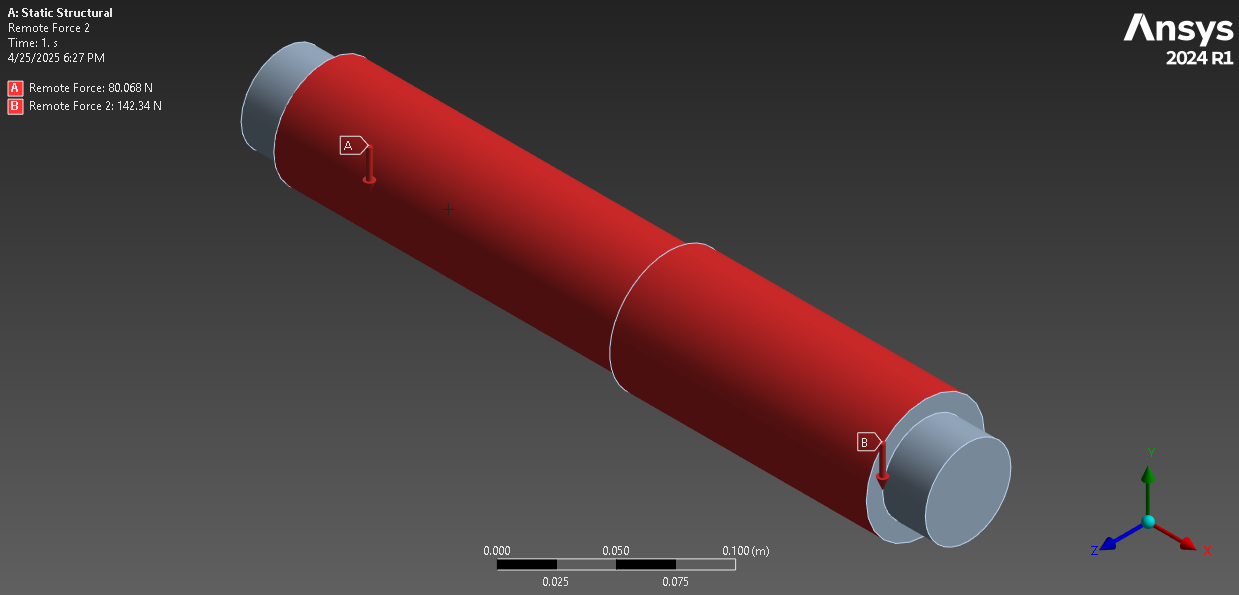 A: Static Structural
Remote Force 2
Time: 1. s
4/25/2025 6:27 PM
A Remote Force: 80.068 N
B Remote Force 2: 142.34 N
Ansys
2024 R1
A
B
0.000 0.050 0.100 (m)
0.025 0.075
Y
Z X